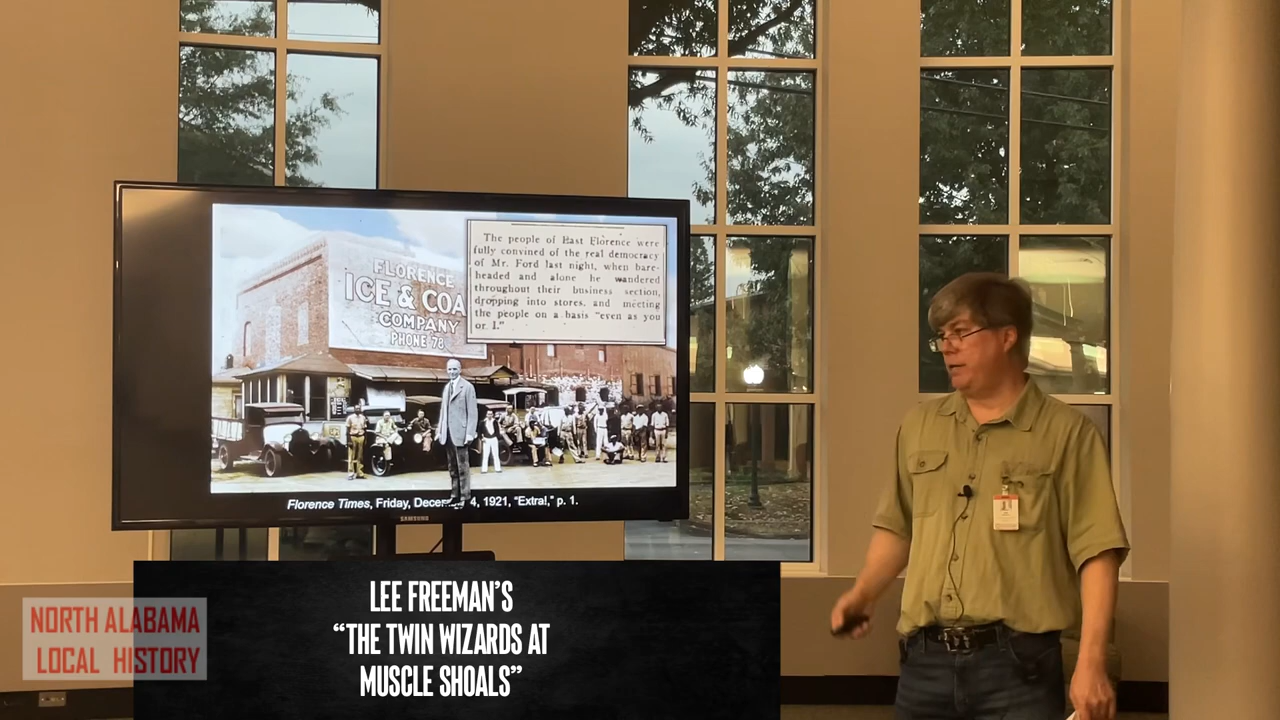 FLORENCE
ICE & COA
COMPANY
PHONE 78
The people of East Florence were
fully convined of the real democracy
of Mr. Ford last night, when bare-
headed and alone he wandered
throughout their business section,
dropping into stores, and meeting
the people on a basis "even as you
or I."
Florence Times, Friday, Decem 4, 1921, "Extra!," p. 1.
SAMSUNG
LEE FREEMAN'S
"THE TWIN WIZARDS AT
MUSCLE SHOALS"
NORTH ALABAMA
LOCAL HISTORY